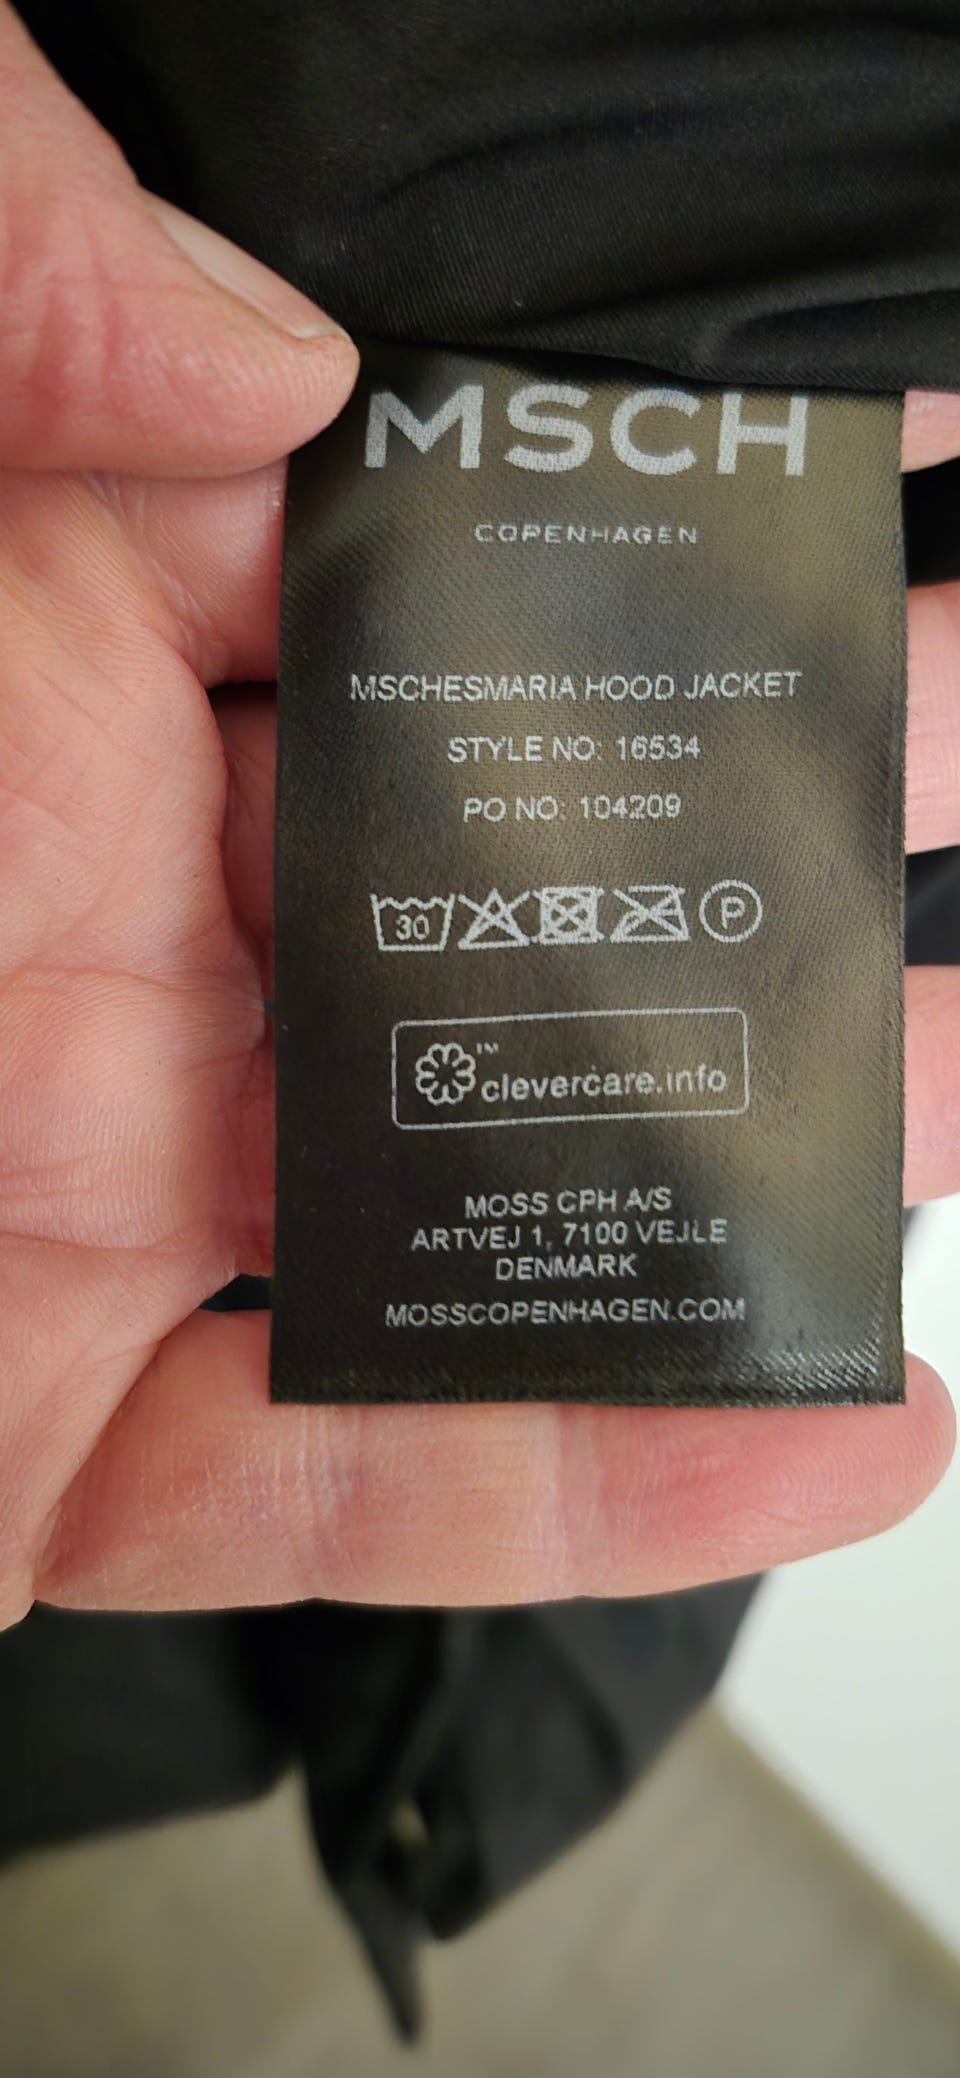 MSCH
COPENHAGEN
MSCHESMARIA HOOD JACKET
STYLE NO: 16534
PO NO: 104209
30 P
™
clevercare.info
MOSS CPH A/S
ARTVEJ 1, 7100 VEJLE
DENMARK
MOSSCOPENHAGEN.COM